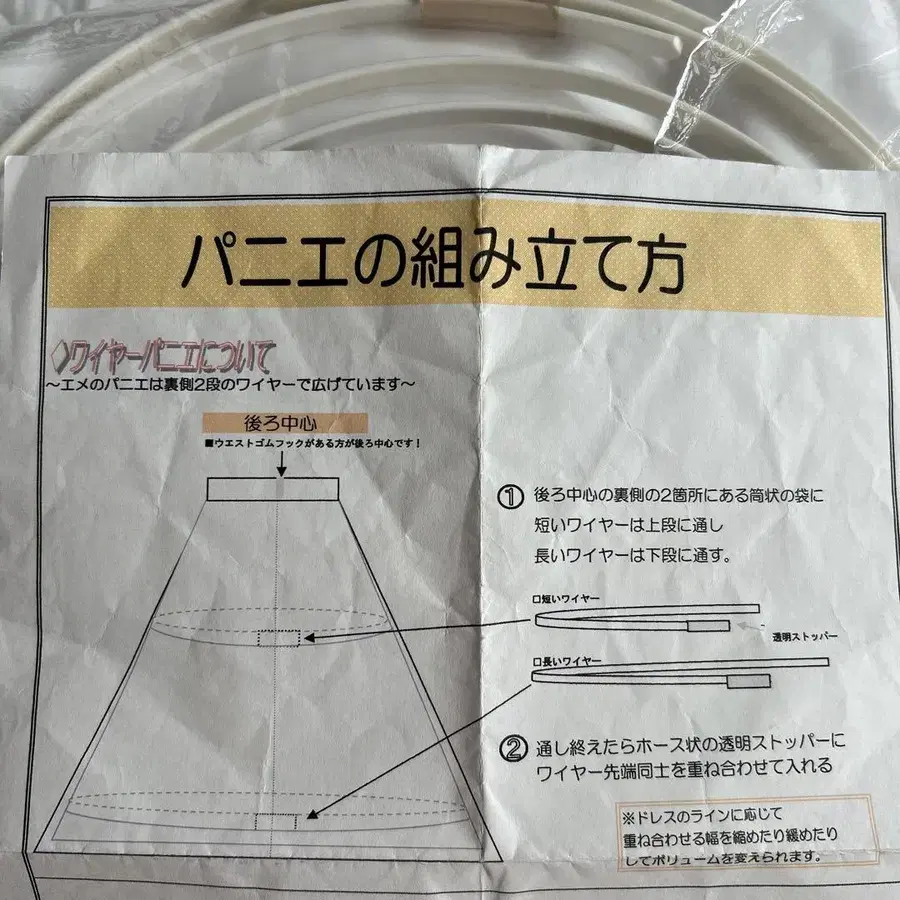 パニエの組み立て方
◇ワイヤーパニエについて
～エメのパニエは裏側2段のワイヤーで広げています～
後ろ中心
■ウエストゴムフックがある方が後ろ中心です！
① 後ろ中心の裏側の2箇所にある筒状の袋に
短いワイヤーは上段に通し
長いワイヤーは下段に通す。
□短いワイヤー
透明ストッパー
□長いワイヤー
② 通し終えたらホース状の透明ストッパーに
ワイヤー先端同士を重ね合わせて入れる
※ドレスのラインに応じて
重ね合わせる幅を縮めたり緩めたり
してボリュームを変えられます。